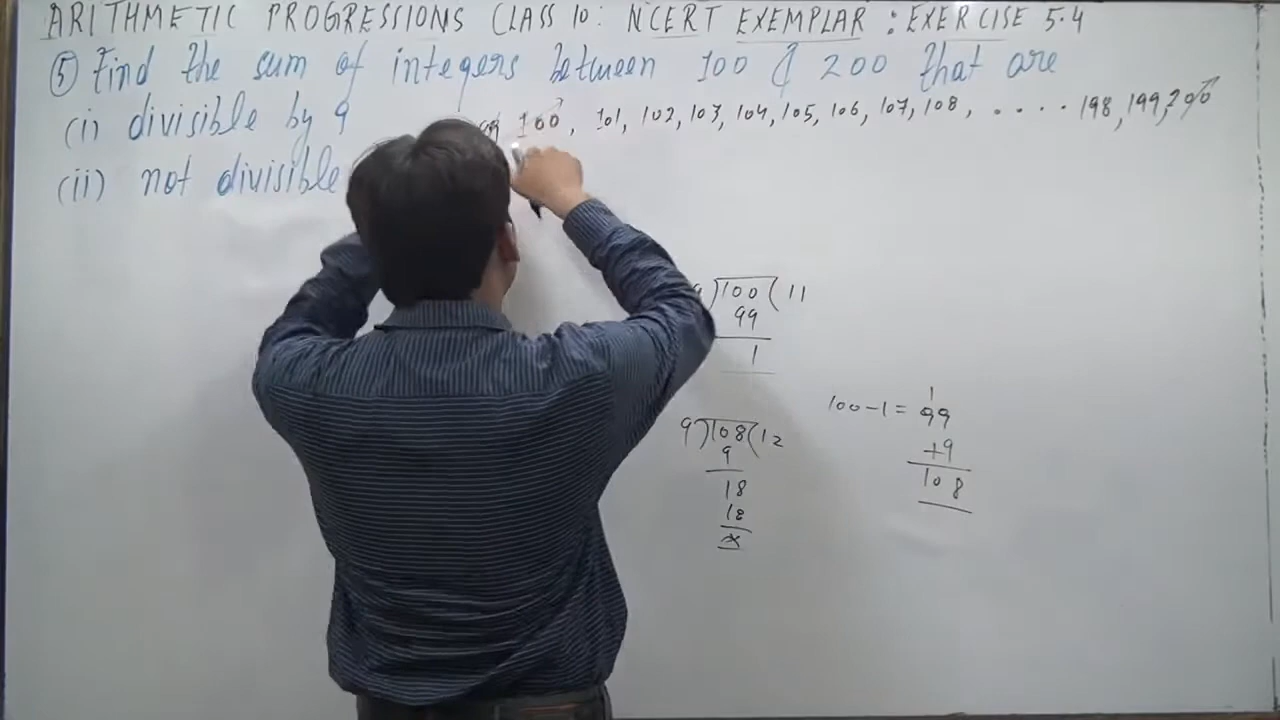 ARITHMETIC PROGRESSIONS CLASS 10: NCERT EXEMPLAR : EXERCISE 5.4
⑤ Find the sum of integers between 100 & 200 that are
(i) divisible by 9
100, 101, 102, 103, 104, 105, 106, 107, 108, .... 198, 199, 200
(ii) not divisible
9)100(11
99
1
100-1 = 99
+9
108
9)108(12
9
18
18
x